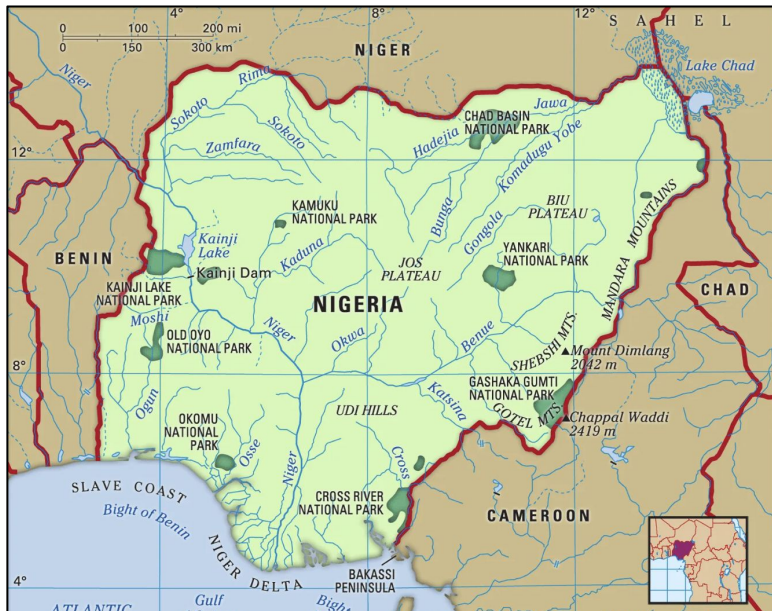 4°
8°
12°
SAHEL
0 100 200 mi
0 150 300 km
NIGER
Niger
Rima
Lake Chad
Sokoto
Sokoto
CHAD BASIN
NATIONAL PARK
Jawa
Hadejia
Komadugu Yobe
12°
Zamfara
KAMUKU
NATIONAL PARK
Bunga
Gongola
BIU
PLATEAU
MANDARA MOUNTAINS
BENIN
Kainji
Lake
Kaduna
JOS
PLATEAU
YANKARI
NATIONAL PARK
Kainji Dam
KAINJI LAKE
NATIONAL PARK
CHAD
NIGERIA
Moshi
OLD OYO
NATIONAL PARK
Niger
Okwa
Benue
SHEBSHI MTS.
Mount Dimlang
2042 m
8°
Ogun
Katsina
GASHAKA GUMTI
NATIONAL PARK
GOTEL MTS.
Chappal Waddi
2419 m
UDI HILLS
OKOMU
NATIONAL
PARK
Osse
Niger
Cross
SLAVE COAST
Bight of Benin
CROSS RIVER
NATIONAL PARK
CAMEROON
NIGER DELTA
BAKASSI
PENINSULA
4°
ATLANTIC
Gulf